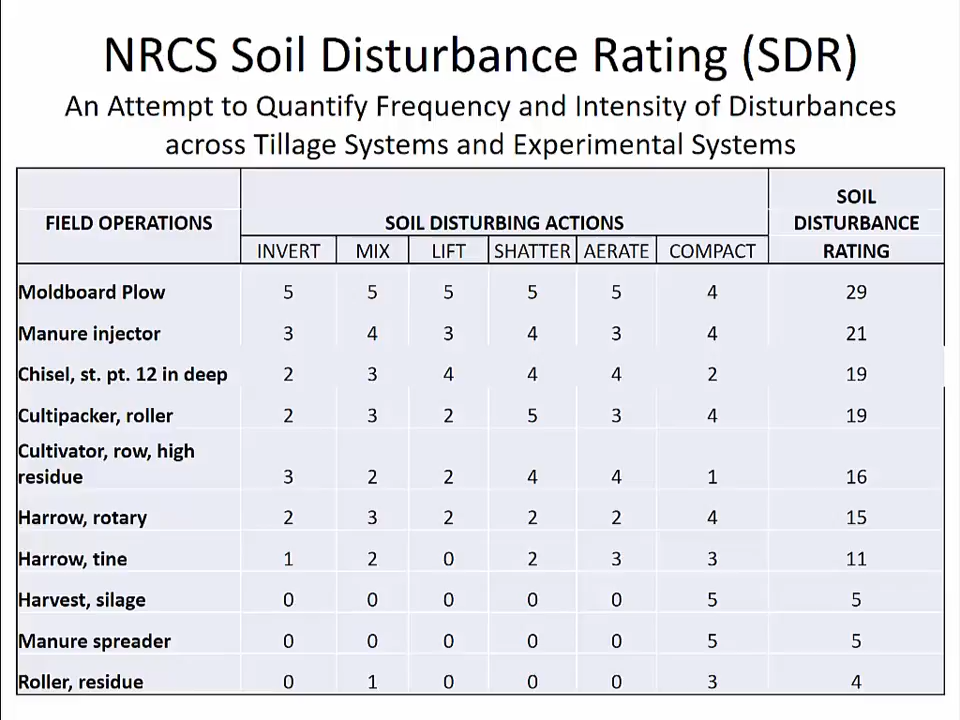 NRCS Soil Disturbance Rating (SDR)
An Attempt to Quantify Frequency and Intensity of Disturbances
across Tillage Systems and Experimental Systems
FIELD OPERATIONS SOIL DISTURBING ACTIONS SOIL DISTURBANCE RATING
INVERT MIX LIFT SHATTER AERATE COMPACT
Moldboard Plow 5 5 5 5 5 4 29
Manure injector 3 4 3 4 3 4 21
Chisel, st. pt. 12 in deep 2 3 4 4 4 2 19
Cultipacker, roller 2 3 2 5 3 4 19
Cultivator, row, high
residue 3 2 2 4 4 1 16
Harrow, rotary 2 3 2 2 2 4 15
Harrow, tine 1 2 0 2 3 3 11
Harvest, silage 0 0 0 0 0 5 5
Manure spreader 0 0 0 0 0 5 5
Roller, residue 0 1 0 0 0 3 4